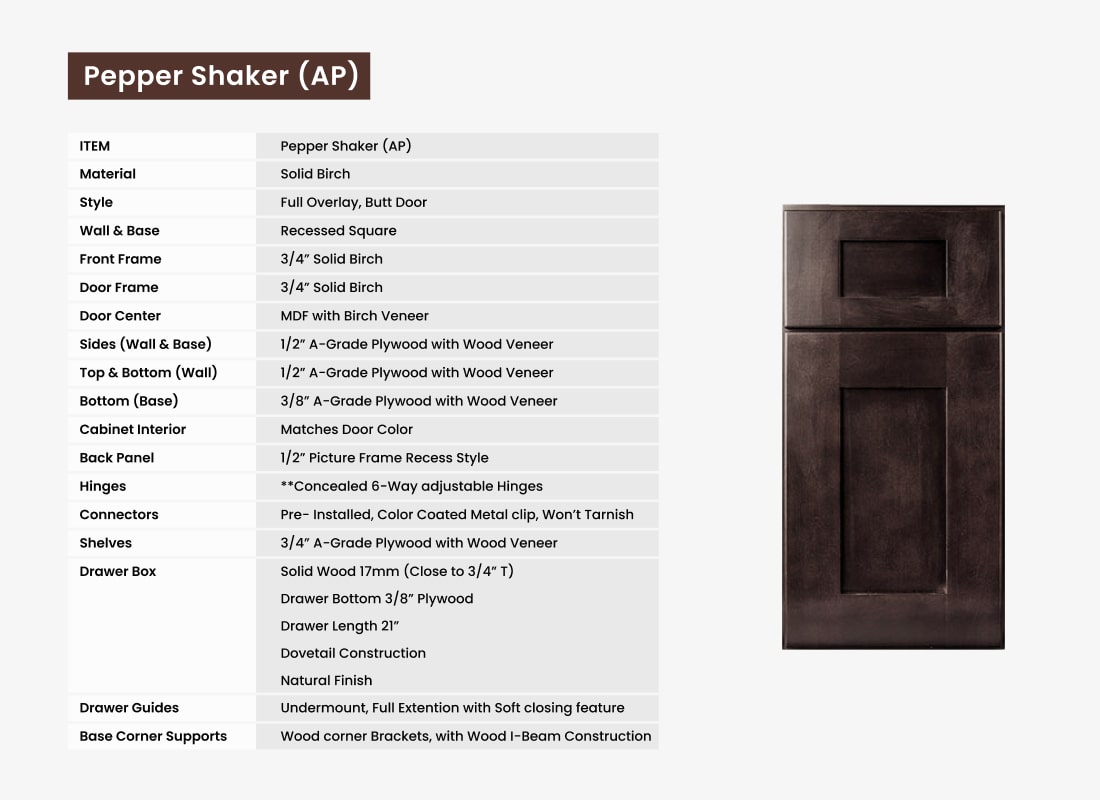 Pepper Shaker (AP)
ITEM Pepper Shaker (AP)
Material Solid Birch
Style Full Overlay, Butt Door
Wall & Base Recessed Square
Front Frame 3/4” Solid Birch
Door Frame 3/4” Solid Birch
Door Center MDF with Birch Veneer
Sides (Wall & Base) 1/2” A-Grade Plywood with Wood Veneer
Top & Bottom (Wall) 1/2” A-Grade Plywood with Wood Veneer
Bottom (Base) 3/8” A-Grade Plywood with Wood Veneer
Cabinet Interior Matches Door Color
Back Panel 1/2” Picture Frame Recess Style
Hinges **Concealed 6-Way adjustable Hinges
Connectors Pre- Installed, Color Coated Metal clip, Won’t Tarnish
Shelves 3/4” A-Grade Plywood with Wood Veneer
Drawer Box Solid Wood 17mm (Close to 3/4” T)
Drawer Bottom 3/8” Plywood
Drawer Length 21”
Dovetail Construction
Natural Finish
Drawer Guides Undermount, Full Extention with Soft closing feature
Base Corner Supports Wood corner Brackets, with Wood I-Beam Construction